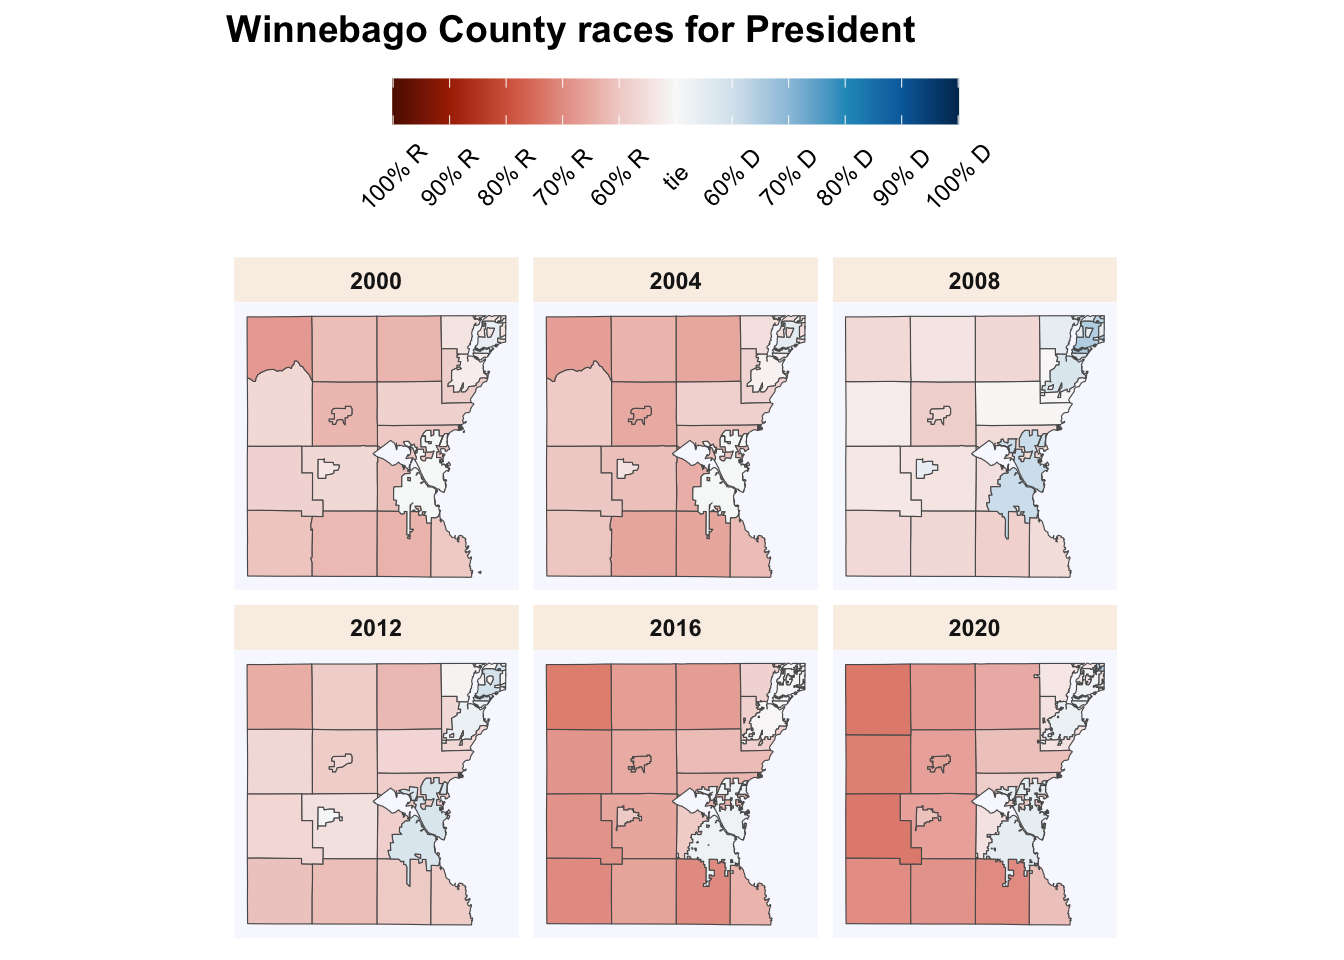 Winnebago County races for President
100% R 90% R 80% R 70% R 60% R tie 60% D 70% D 80% D 90% D 100% D
2000 2004 2008
2012 2016 2020